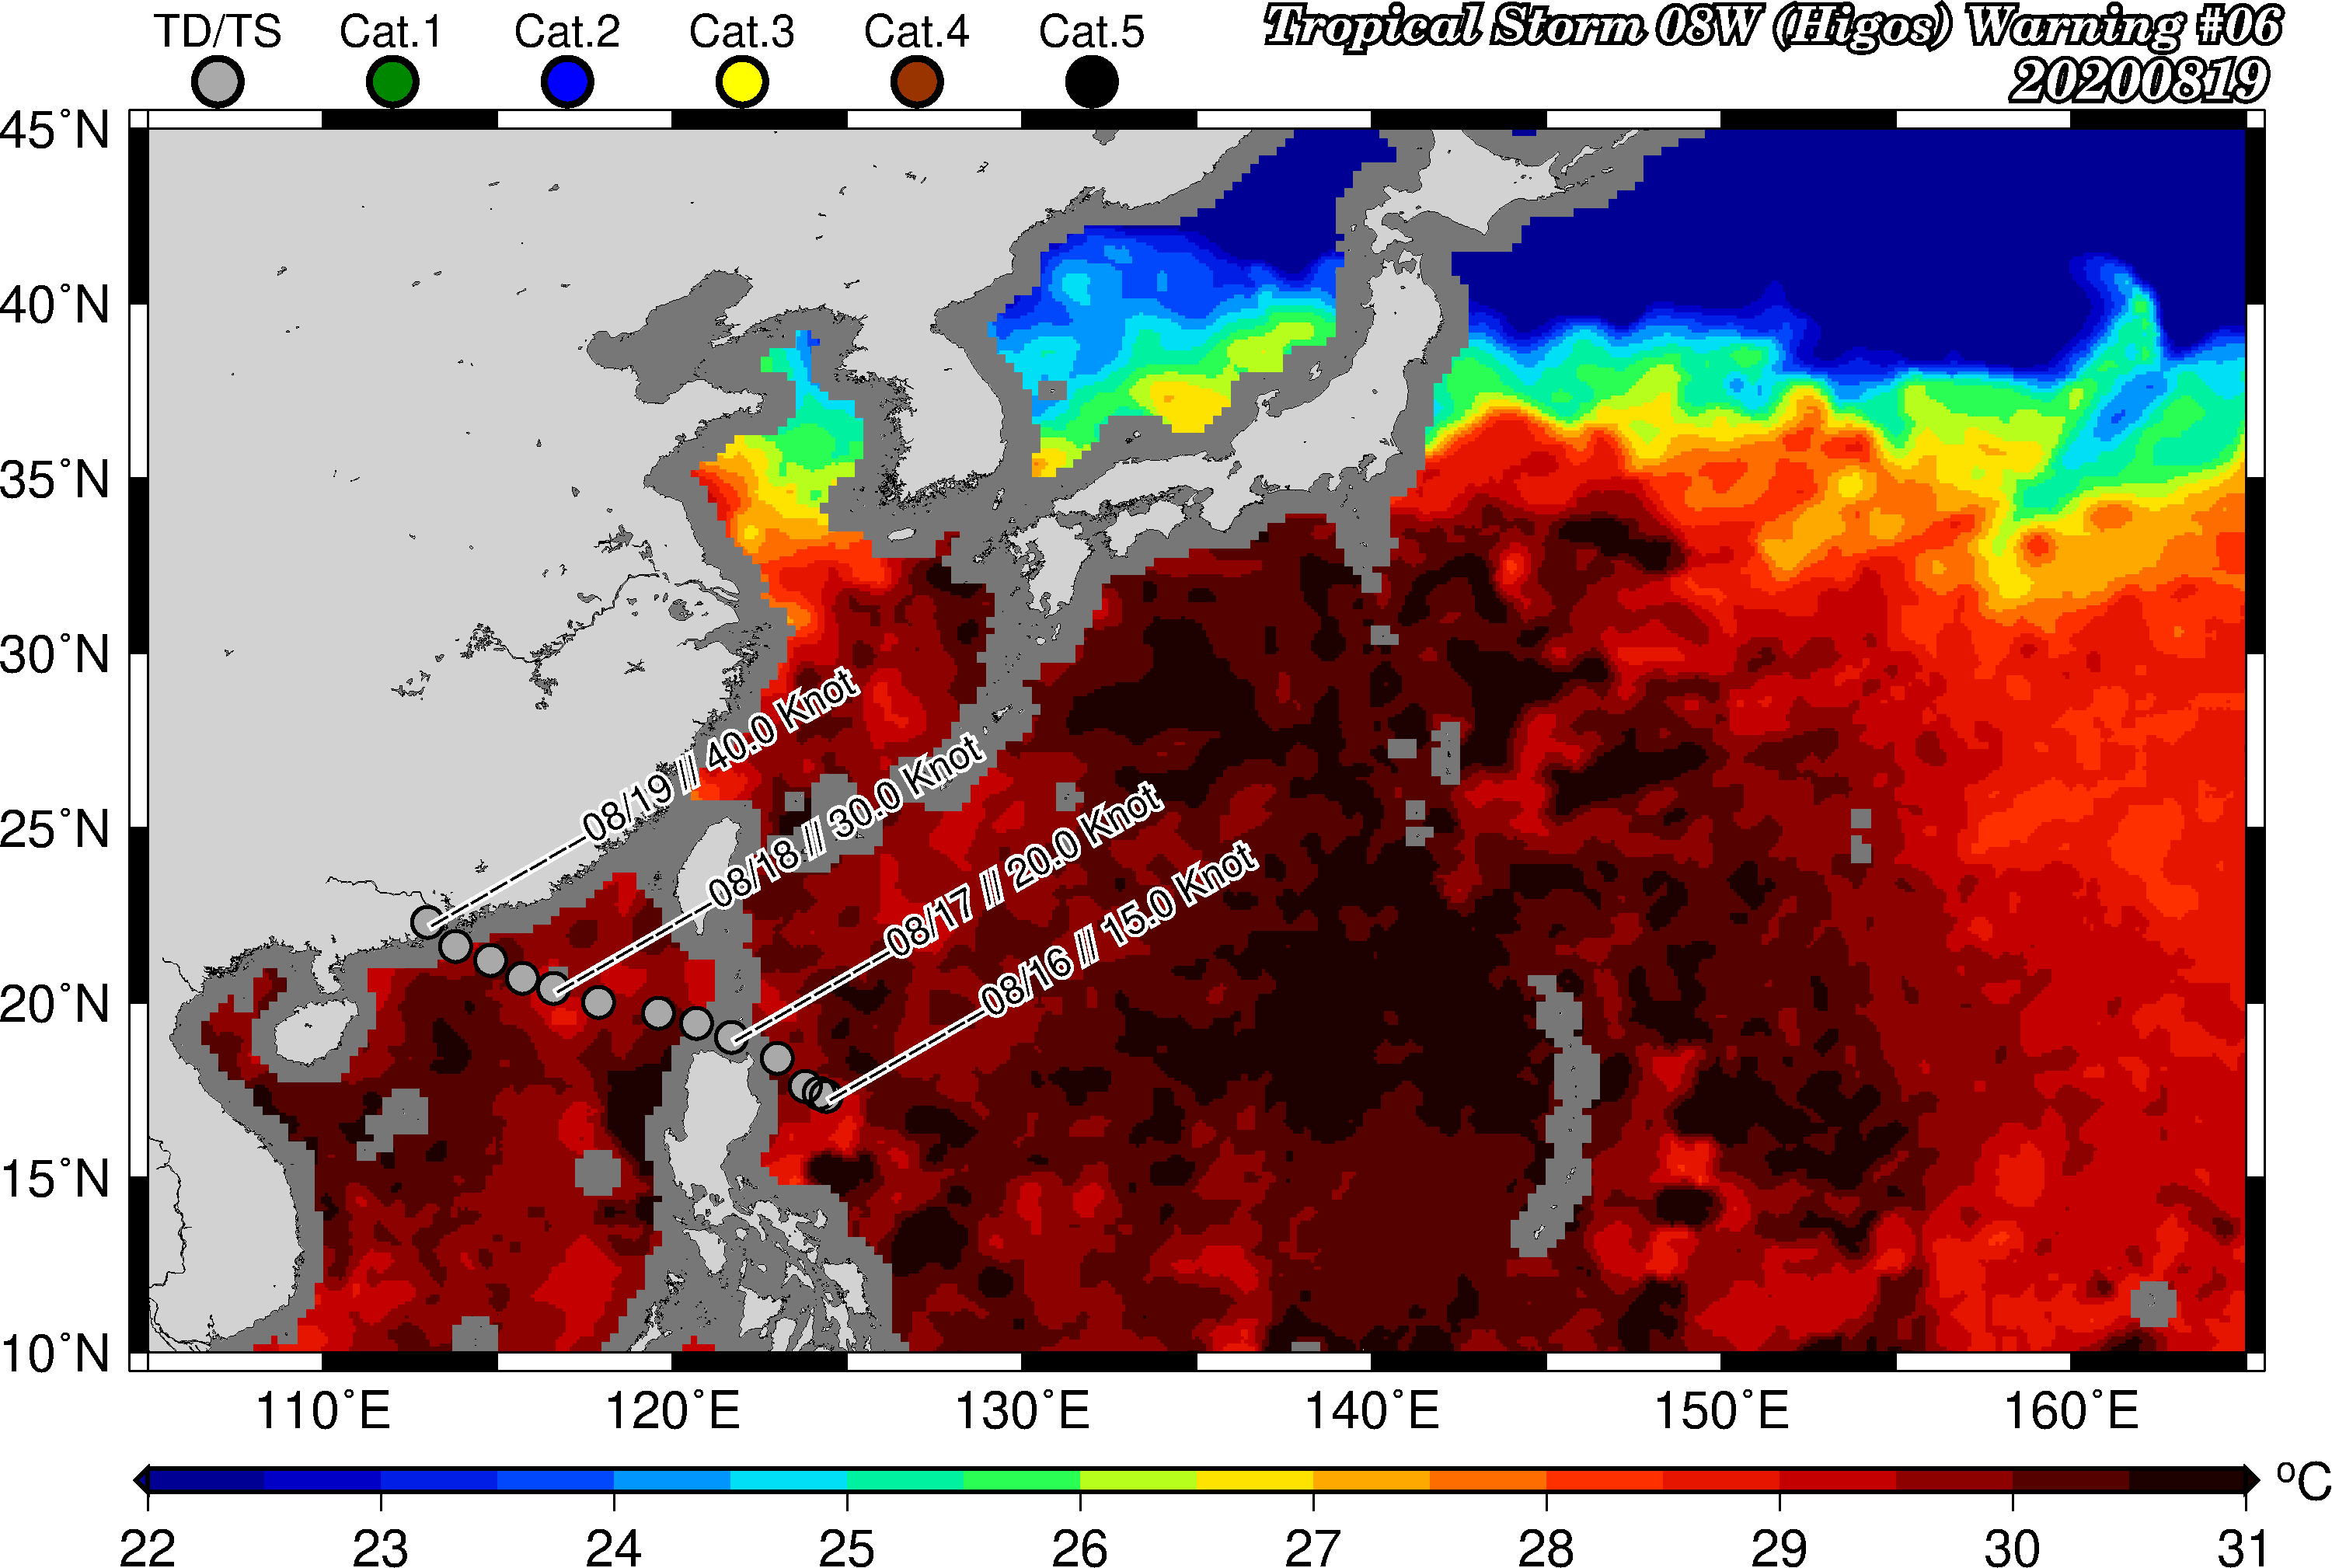 TD/TS Cat.1 Cat.2 Cat.3 Cat.4 Cat.5
Tropical Storm 08W (Higos) Warning #06
20200819
45°N
40°N
35°N
30°N
25°N
20°N
15°N
10°N
08/19 /// 40.0 Knot
08/18 /// 30.0 Knot
08/17 /// 20.0 Knot
08/16 /// 15.0 Knot
110°E 120°E 130°E 140°E 150°E 160°E
ºC
22 23 24 25 26 27 28 29 30 31